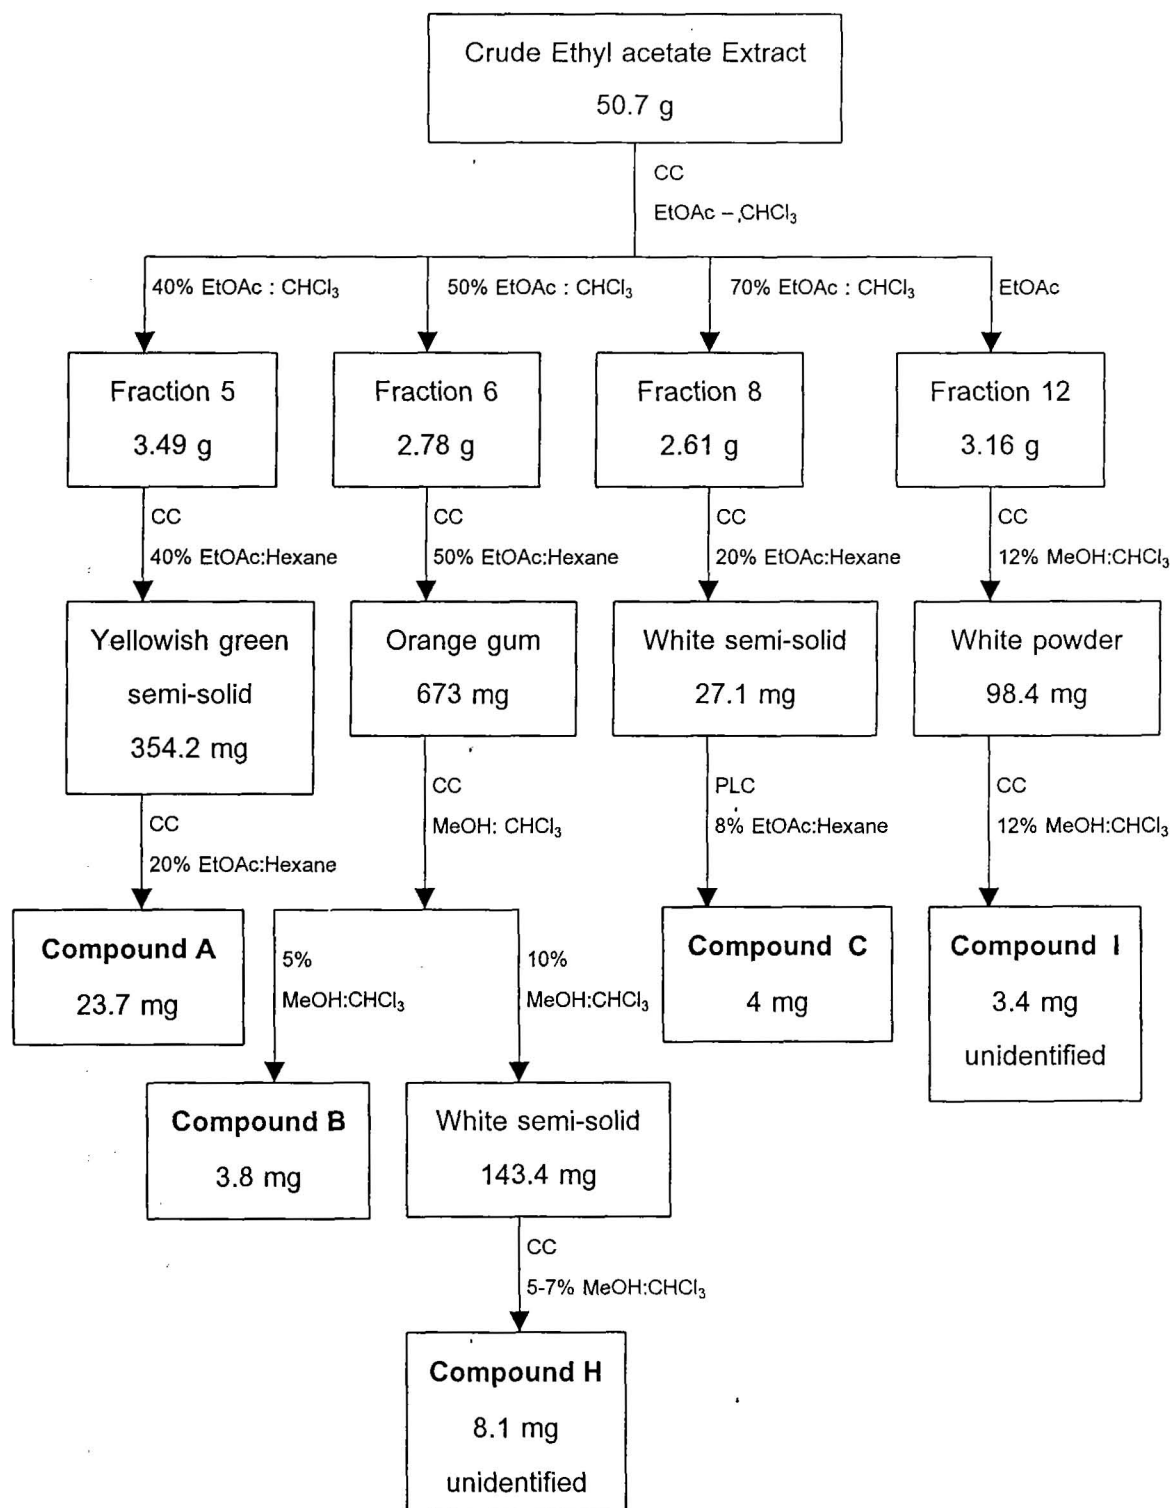 Crude Ethyl acetate Extract
50.7 g
CC
EtOAc – CHCl₃
40% EtOAc : CHCl₃
50% EtOAc : CHCl₃
70% EtOAc : CHCl₃
EtOAc
Fraction 5
3.49 g
Fraction 6
2.78 g
Fraction 8
2.61 g
Fraction 12
3.16 g
CC
40% EtOAc:Hexane
CC
50% EtOAc:Hexane
CC
20% EtOAc:Hexane
CC
12% MeOH:CHCl₃
Yellowish green
semi-solid
354.2 mg
Orange gum
673 mg
White semi-solid
27.1 mg
White powder
98.4 mg
CC
20% EtOAc:Hexane
CC
MeOH: CHCl₃
PLC
8% EtOAc:Hexane
CC
12% MeOH:CHCl₃
Compound A
23.7 mg
5%
MeOH:CHCl₃
10%
MeOH:CHCl₃
Compound C
4 mg
Compound I
3.4 mg
unidentified
Compound B
3.8 mg
White semi-solid
143.4 mg
CC
5-7% MeOH:CHCl₃
Compound H
8.1 mg
unidentified